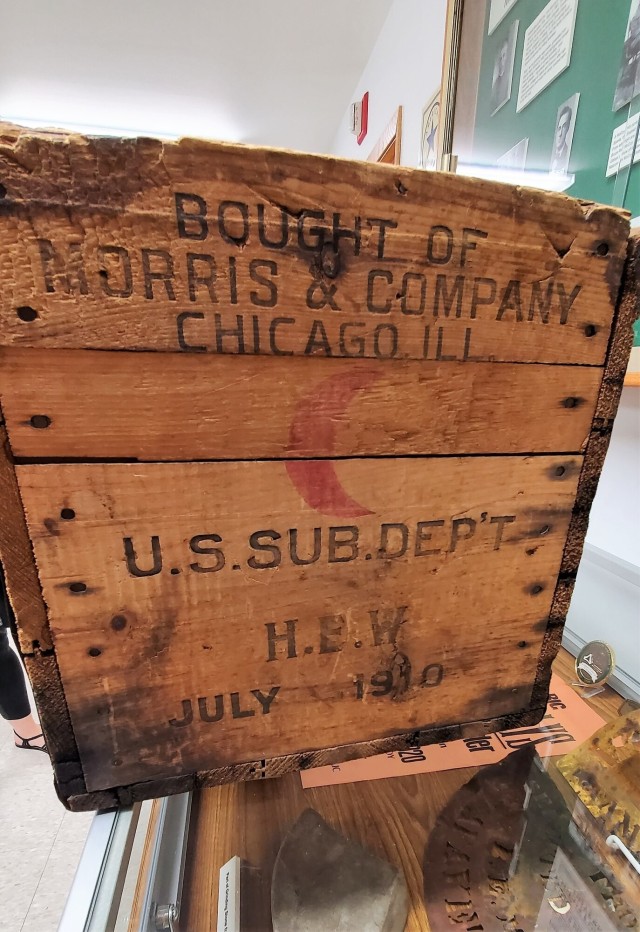 BOUGHT OF
MORRIS & COMPANY
CHICAGO, ILL.
U.S.SUB.DEP'T
H.E.W
JULY 1910